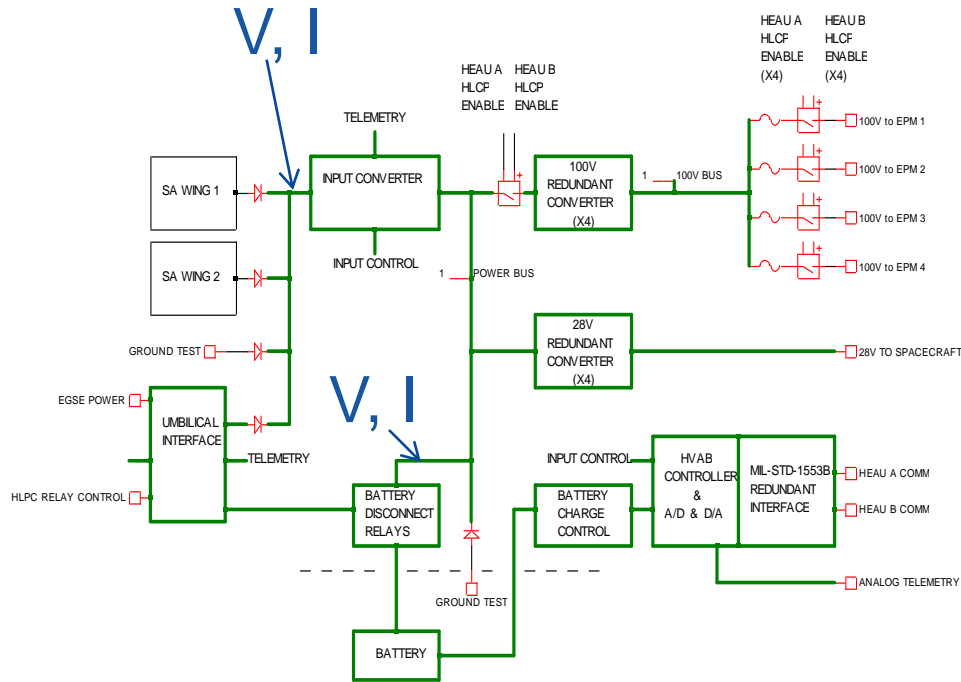 V, I
HEAU A HEAU B
HLCP HLCP
ENABLE ENABLE
(X4) (X4)
HEAU A HEAU B
HLCP HLCP
ENABLE ENABLE
TELEMETRY
SA WING 1
INPUT CONVERTER
100V
REDUNDANT
CONVERTER
(X4)
1 100V BUS
+
+
100V to EPM 1
+
100V to EPM 2
+
100V to EPM 3
+
100V to EPM 4
SA WING 2
INPUT CONTROL
1 POWER BUS
GROUND TEST
28V
REDUNDANT
CONVERTER
(X4)
28V TO SPACECRAFT
V, I
EGSE POWER
UMBILICAL
INTERFACE
TELEMETRY
HLPC RELAY CONTROL
BATTERY
DISCONNECT
RELAYS
INPUT CONTROL
BATTERY
CHARGE
CONTROL
HVAB
CONTROLLER
&
A/D & D/A
MIL-STD-1553B
REDUNDANT
INTERFACE
HEAU A COMM
HEAU B COMM
ANALOG TELEMETRY
GROUND TEST
BATTERY